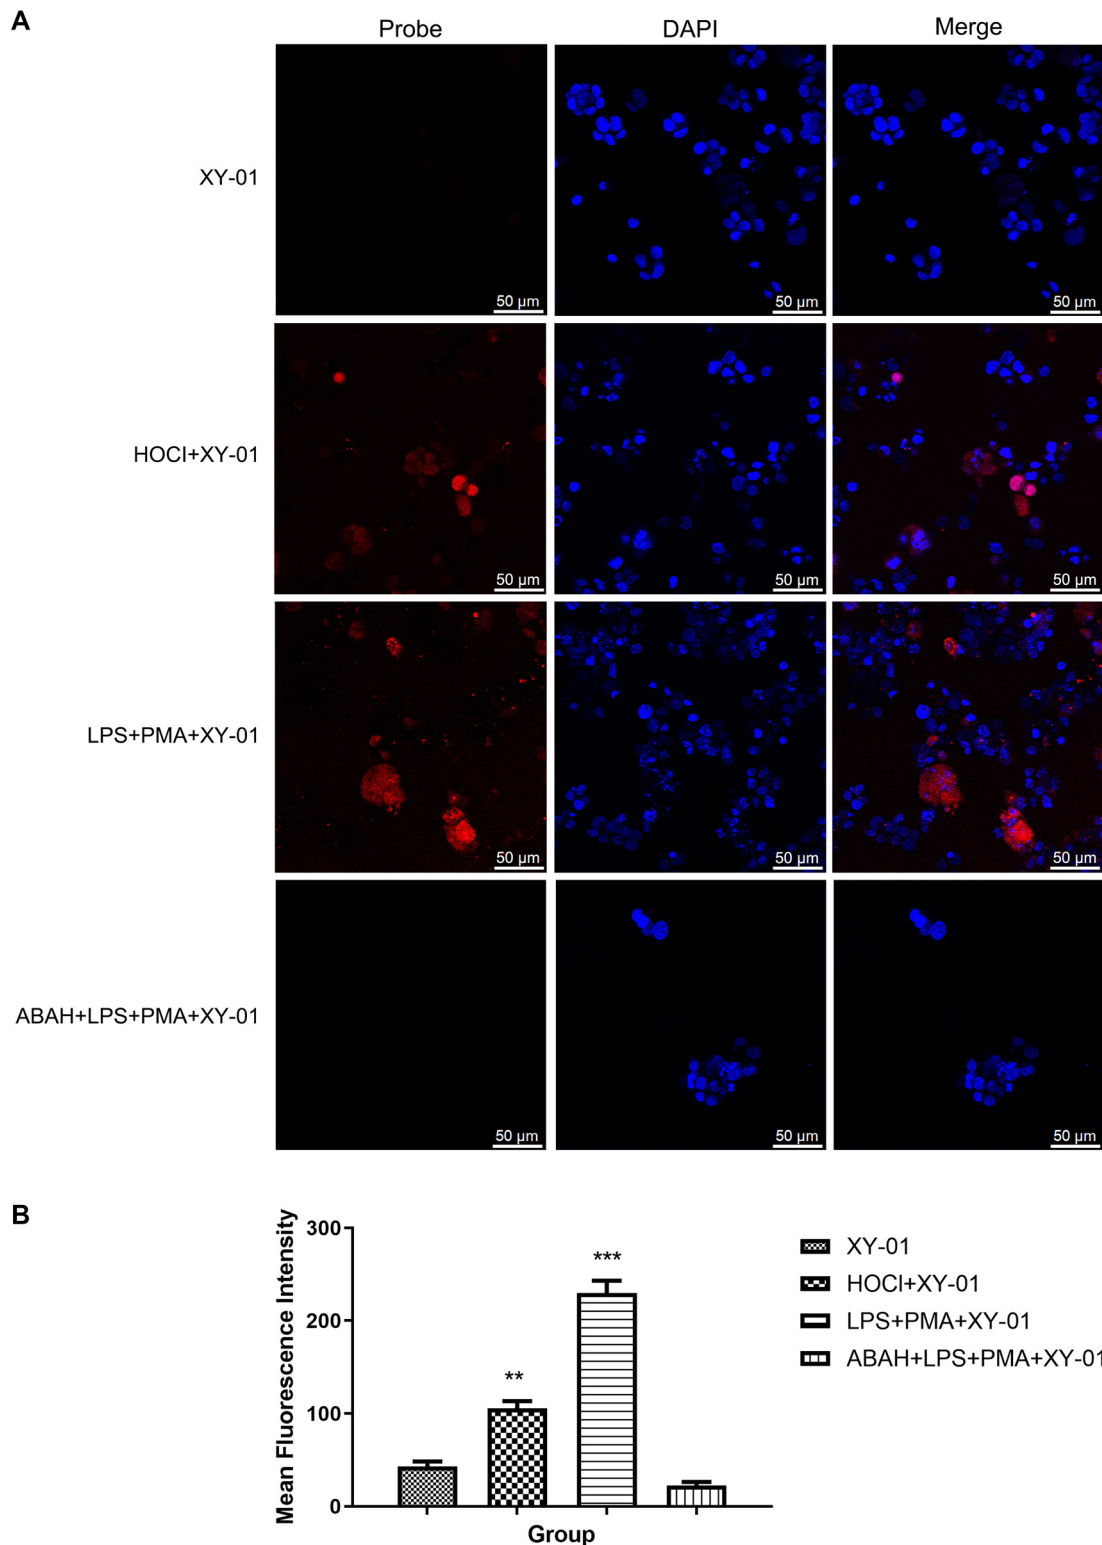 A
Probe DAPI Merge
XY-01
50 µm 50 µm 50 µm
HOCl+XY-01
50 µm 50 µm 50 µm
LPS+PMA+XY-01
50 µm 50 µm 50 µm
ABAH+LPS+PMA+XY-01
50 µm 50 µm 50 µm
B
Mean Fluorescence Intensity
300
200
100
0
**
***
Group
XY-01
HOCl+XY-01
LPS+PMA+XY-01
ABAH+LPS+PMA+XY-01